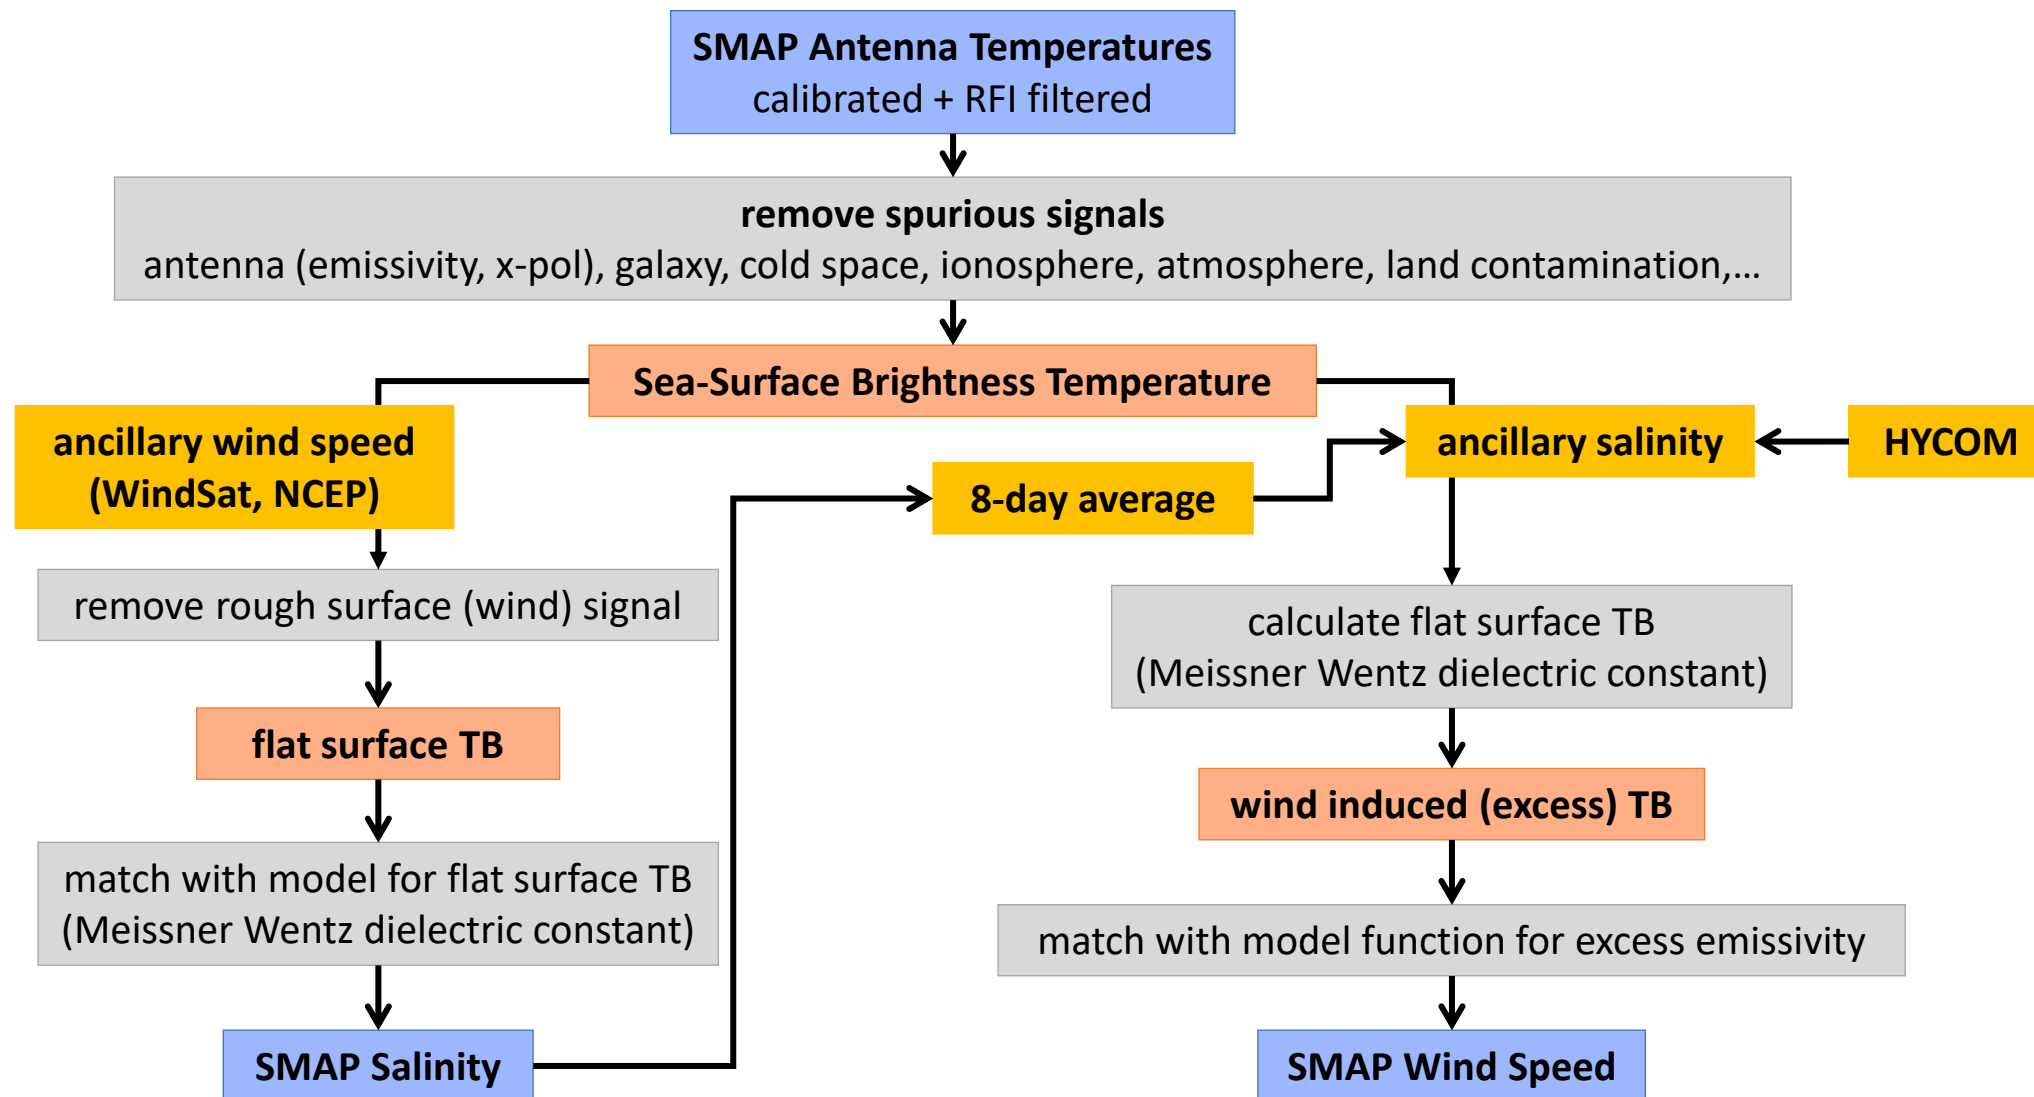 SMAP Antenna Temperatures
calibrated + RFI filtered
remove spurious signals
antenna (emissivity, x-pol), galaxy, cold space, ionosphere, atmosphere, land contamination,...
Sea-Surface Brightness Temperature
ancillary wind speed
(WindSat, NCEP)
ancillary salinity
HYCOM
8-day average
remove rough surface (wind) signal
calculate flat surface TB
(Meissner Wentz dielectric constant)
flat surface TB
wind induced (excess) TB
match with model for flat surface TB
(Meissner Wentz dielectric constant)
match with model function for excess emissivity
SMAP Salinity
SMAP Wind Speed